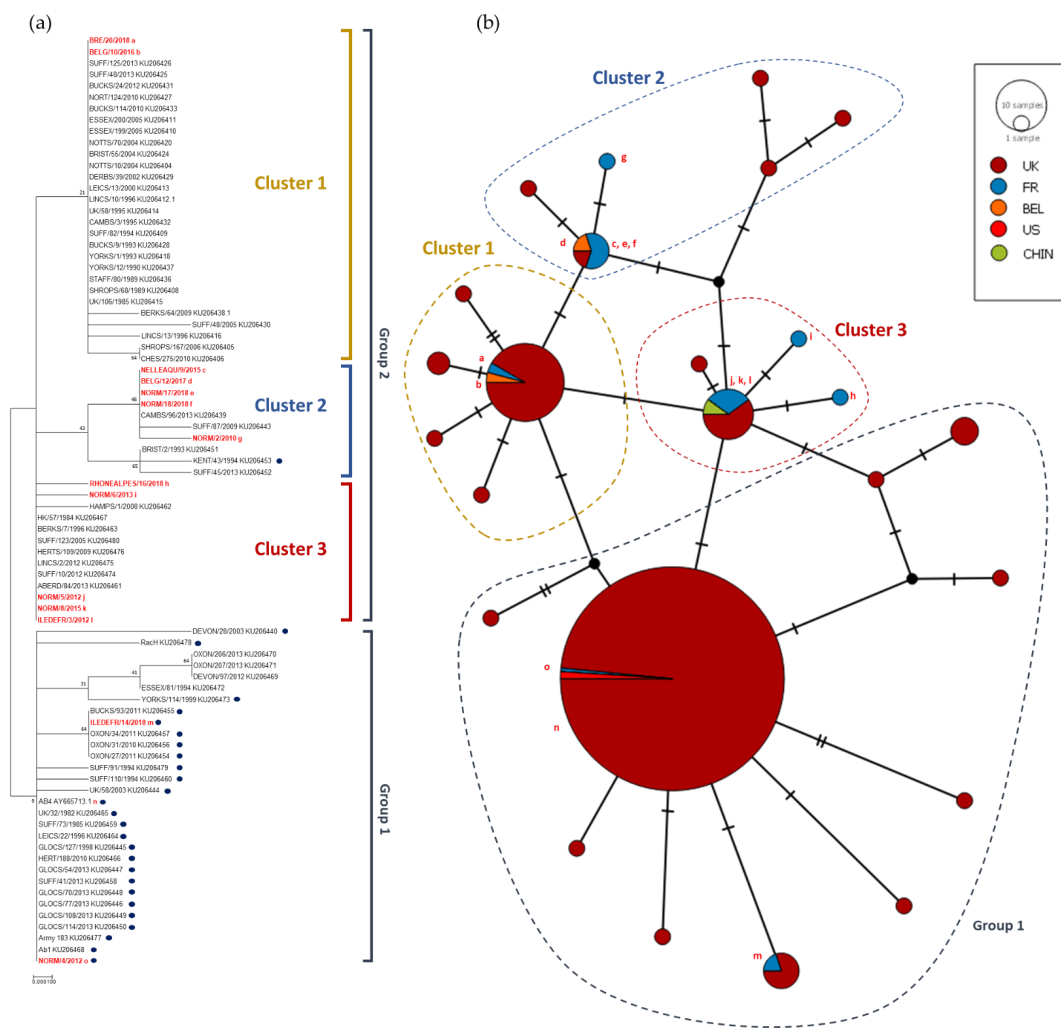 (a)
BRE/20/2018 a
BELG/10/2016 b
SUFF/125/2013 KU206426
SUFF/48/2013 KU206425
BUCKS/24/2012 KU206431
NORT/124/2010 KU206427
BUCKS/114/2010 KU206433
ESSEX/200/2005 KU206411
ESSEX/199/2005 KU206410
NOTTS/70/2004 KU206420
BRIST/55/2004 KU206424
NOTTS/10/2004 KU206404
DERBS/39/2002 KU206429
LEICS/13/2000 KU206413
21
LINCS/10/1996 KU206412.1
UK/58/1995 KU206414
CAMBS/3/1995 KU206432
SUFF/82/1994 KU206409
BUCKS/9/1993 KU206428
YORKS/1/1993 KU206418
YORKS/12/1990 KU206437
STAFF/80/1989 KU206436
SHROPS/68/1989 KU206408
UK/106/1985 KU206415
BERKS/64/2009 KU206438.1
SUFF/48/2005 KU206430
LINCS/13/1996 KU206416
SHROPS/167/2006 KU206405
64
CHES/275/2010 KU206406
Cluster 1
NELLEAQU/9/2015 c
BELG/12/2017 d
NORM/17/2018 e
48
NORM/18/2018 f
CAMBS/96/2013 KU206439
SUFF/87/2009 KU206443
43
NORM/2/2010 g
BRIST/2/1993 KU206451
KENT/43/1994 KU206453
65
SUFF/45/2013 KU206452
Cluster 2
RHONEALPES/16/2018 h
NORM/6/2013 i
HAMPS/1/2008 KU206462
HK/57/1984 KU206467
BERKS/7/1996 KU206463
SUFF/123/2005 KU206480
HERTS/109/2009 KU206476
LINCS/2/2012 KU206475
SUFF/10/2012 KU206474
ABERD/84/2013 KU206461
NORM/5/2012 j
NORM/8/2015 k
ILEDEFR/3/2012 l
Cluster 3
Group 2
DEVON/28/2003 KU206440
RacH KU206478
OXON/206/2013 KU206470
64
OXON/207/2013 KU206471
41
DEVON/97/2012 KU206469
31
ESSEX/81/1994 KU206472
YORKS/114/1999 KU206473
BUCKS/93/2011 KU206455
ILEDEFR/14/2018 m
64
OXON/34/2011 KU206457
OXON/31/2010 KU206456
OXON/27/2011 KU206454
SUFF/91/1994 KU206479
SUFF/110/1994 KU206460
UK/58/2003 KU206444
9
AB4 AY665713.1 n
UK/32/1982 KU206465
SUFF/73/1985 KU206459
LEICS/22/1996 KU206464
GLOCS/127/1998 KU206445
HERT/188/2010 KU206466
GLOCS/54/2013 KU206447
SUFF/41/2013 KU206458
GLOCS/70/2013 KU206448
GLOCS/77/2013 KU206446
GLOCS/108/2013 KU206449
GLOCS/114/2013 KU206450
Army 183 KU206477
Ab1 KU206468
NORM/4/2012 o
Group 1
0.000100
(b)
Cluster 2
g
d
c, e, f
Cluster 1
a
b
Cluster 3
i
j, k, l
h
o
n
m
Group 1
10 samples
1 sample
UK
FR
BEL
US
CHIN